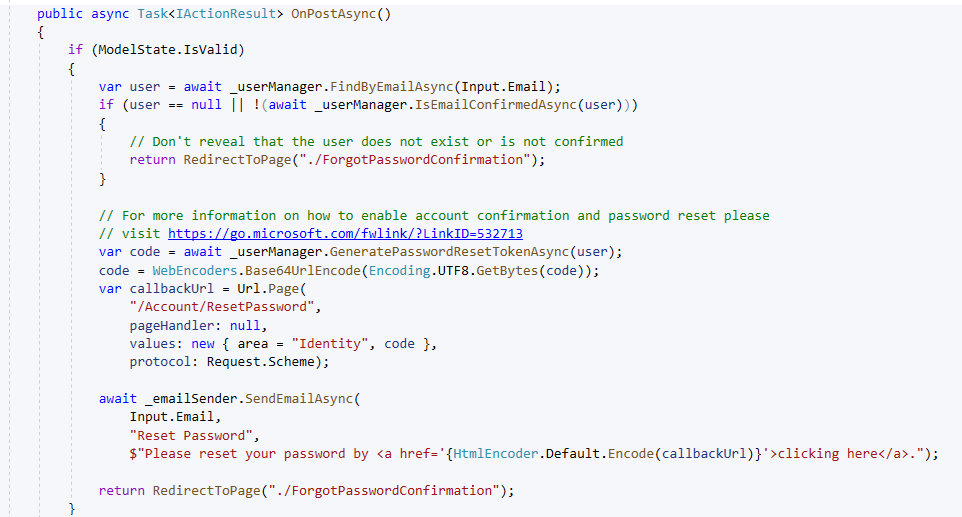 public async Task<IActionResult> OnPostAsync()
{
if (ModelState.IsValid)
{
var user = await _userManager.FindByEmailAsync(Input.Email);
if (user == null || !(await _userManager.IsEmailConfirmedAsync(user)))
{
// Don't reveal that the user does not exist or is not confirmed
return RedirectToPage("./ForgotPasswordConfirmation");
}
// For more information on how to enable account confirmation and password reset please
// visit https://go.microsoft.com/fwlink/?LinkID=532713
var code = await _userManager.GeneratePasswordResetTokenAsync(user);
code = WebEncoders.Base64UrlEncode(Encoding.UTF8.GetBytes(code));
var callbackUrl = Url.Page(
"/Account/ResetPassword",
pageHandler: null,
values: new { area = "Identity", code },
protocol: Request.Scheme);
await _emailSender.SendEmailAsync(
Input.Email,
"Reset Password",
$"Please reset your password by <a href='{HtmlEncoder.Default.Encode(callbackUrl)}'>clicking here</a>.");
return RedirectToPage("./ForgotPasswordConfirmation");
}